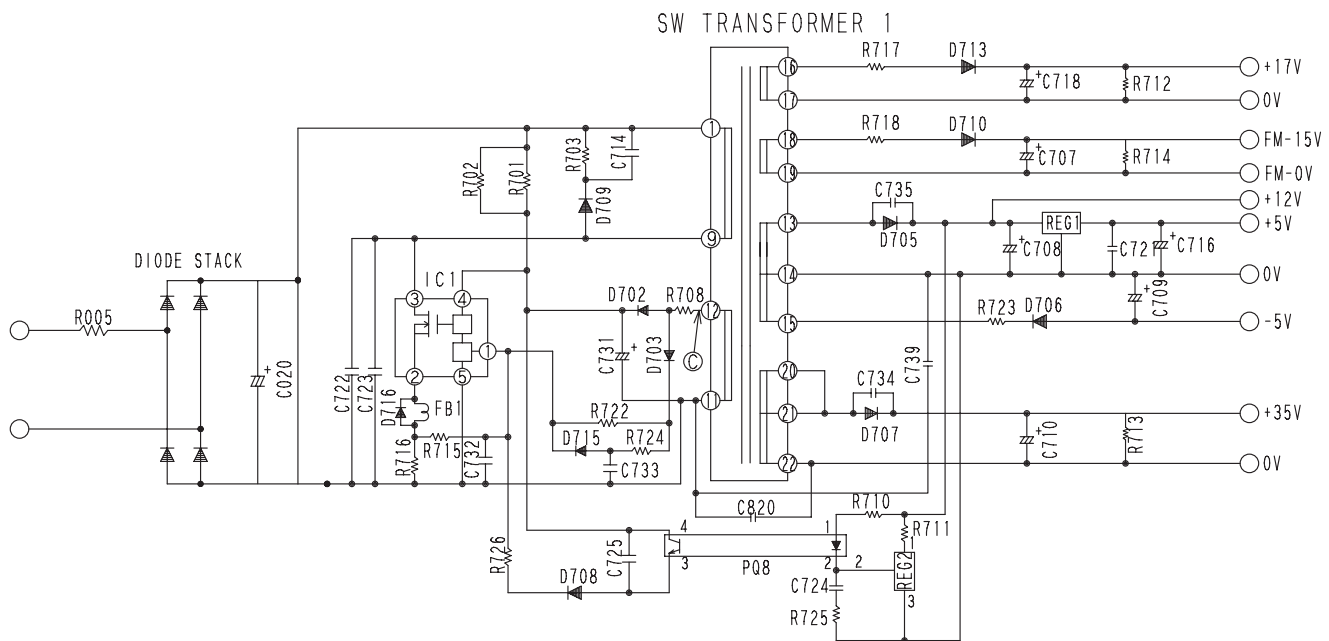 SW TRANSFORMER 1
16
R717
D713
+
C718
R712
+17V
17
0V
1
R702
R701
R703
C714
D709
18
R718
D710
+
C707
R714
FM-15V
19
FM-0V
+12V
C735
13
D705
REG1
+5V
+
C708
C721
+
C716
9
DIODE STACK
IC1
14
0V
3
4
D702
R708
12
R723
D706
+
C709
R005
15
-5V
+
C020
C722
C723
1
C731
+
D703
C
C739
2
5
20
D716
FB1
11
C734
R722
21
D707
+35V
R715
D715
R724
+
C710
R713
R716
C732
C733
22
0V
C820
R710
R711
R726
C725
4
3
PQ8
1
2
2
1
REG2
3
D708
C724
R725